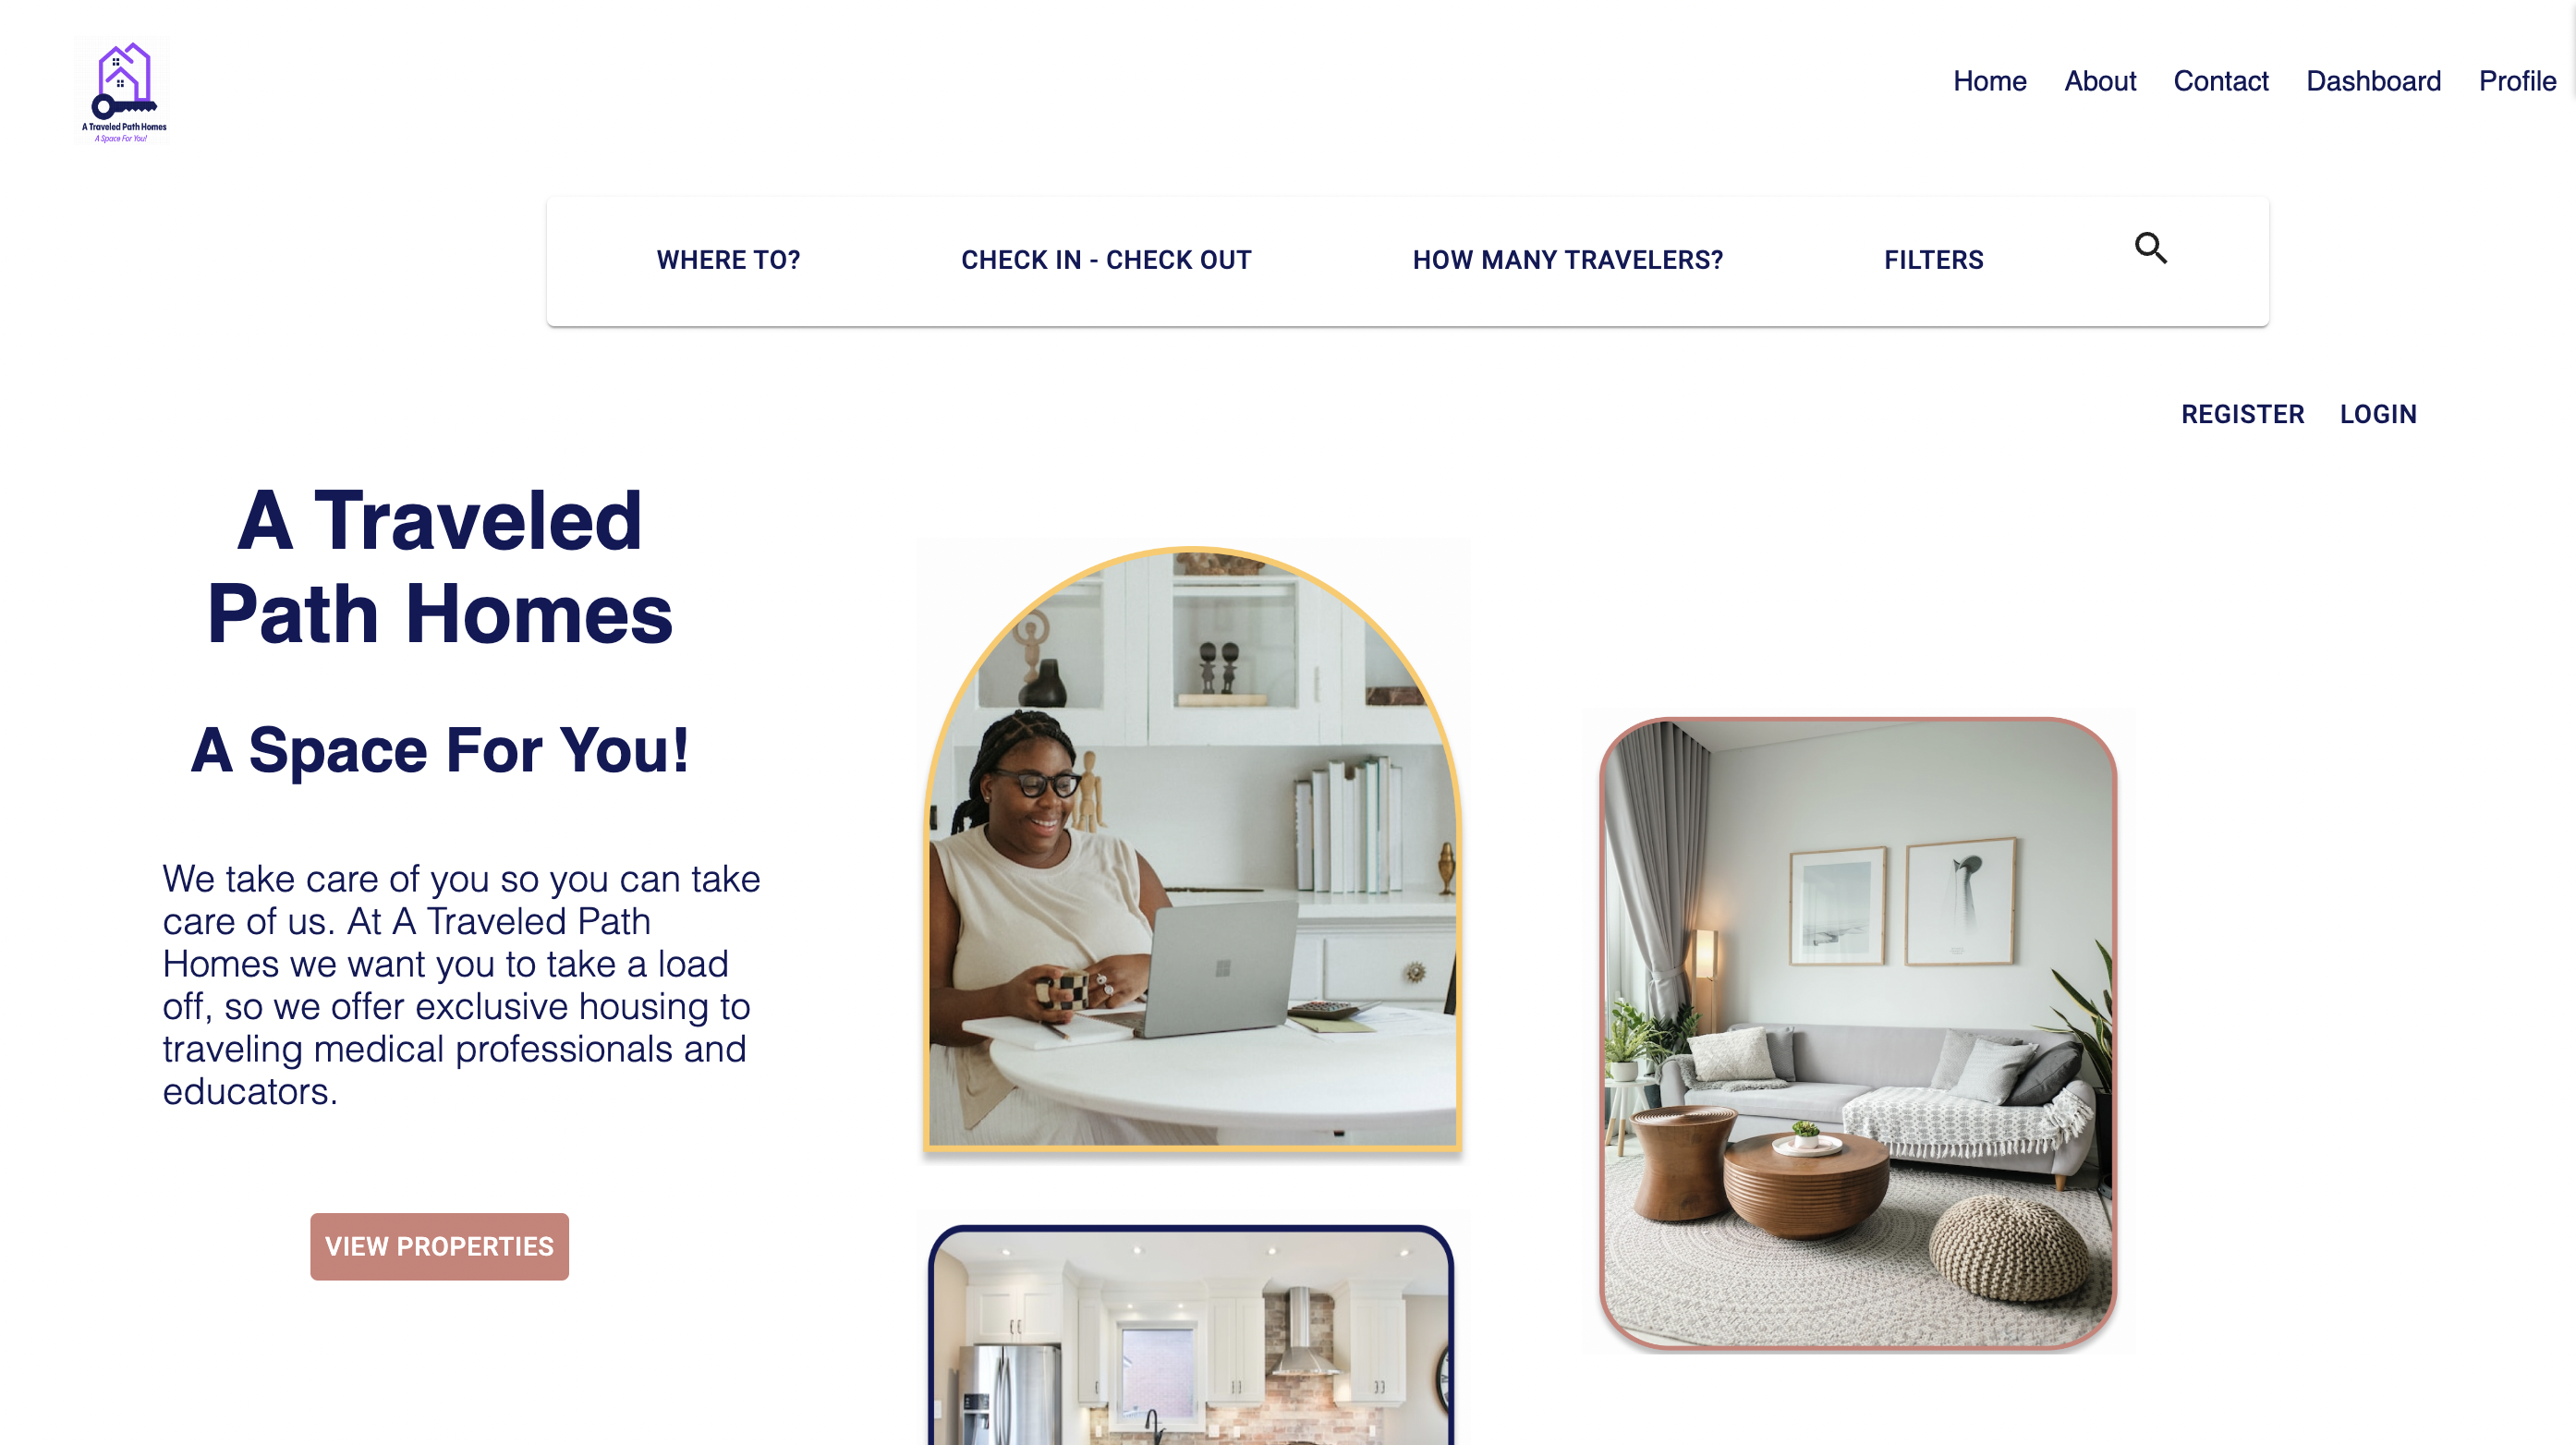 A Traveled Path Homes
A Space For You!
Home About Contact Dashboard Profile
WHERE TO? CHECK IN - CHECK OUT HOW MANY TRAVELERS? FILTERS
REGISTER LOGIN
A Traveled
Path Homes
A Space For You!
We take care of you so you can take
care of us. At A Traveled Path
Homes we want you to take a load
off, so we offer exclusive housing to
traveling medical professionals and
educators.
VIEW PROPERTIES